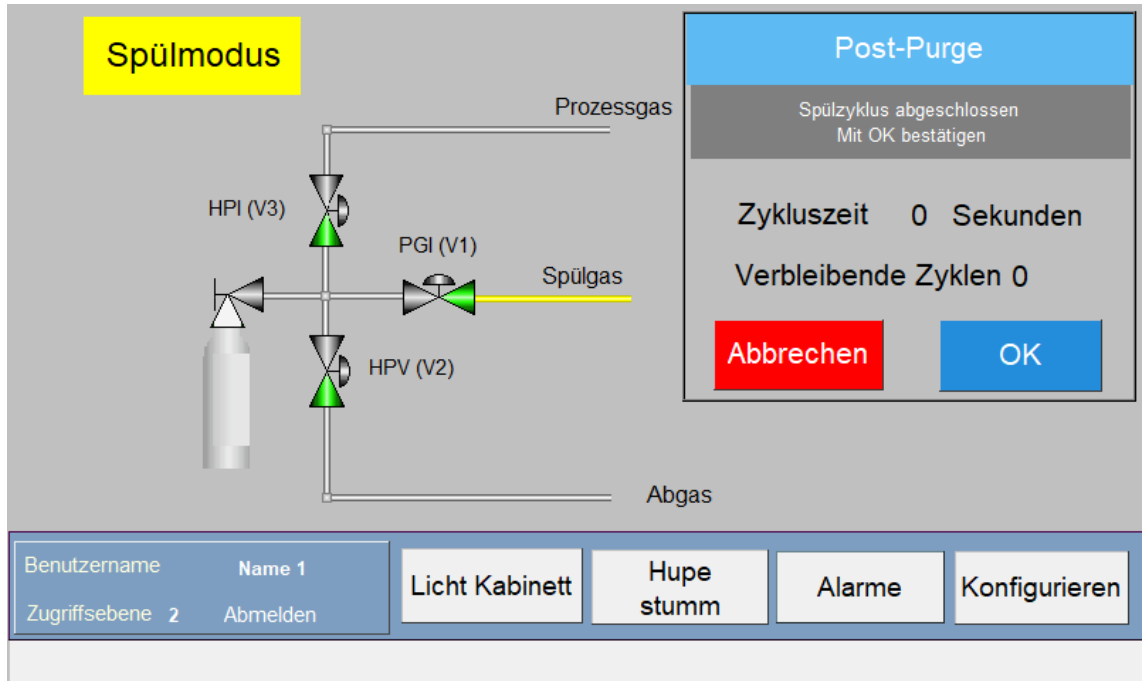 Spülmodus
Prozessgas
HPI (V3)
PGI (V1)
Spülgas
HPV (V2)
Abgas
Post-Purge
Spülzyklus abgeschlossen
Mit OK bestätigen
Zykluszeit 0 Sekunden
Verbleibende Zyklen 0
Abbrechen OK
Benutzername Name 1
Zugriffsebene 2 Abmelden
Licht Kabinett
Hupe
stumm
Alarme
Konfigurieren